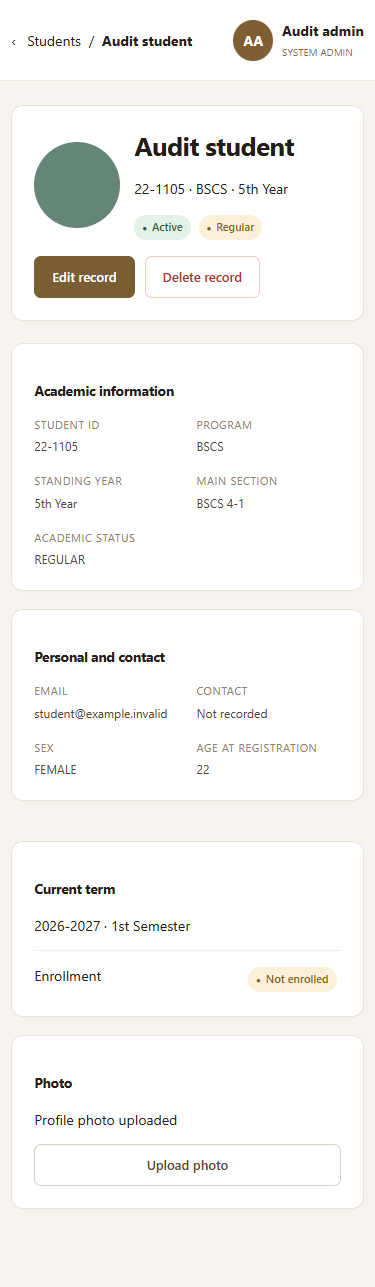 ‹ Students / Audit student
AA
Audit admin
SYSTEM ADMIN
Audit student
22-1105 · BSCS · 5th Year
• Active
• Regular
Edit record
Delete record
Academic information
STUDENT ID
PROGRAM
22-1105
BSCS
STANDING YEAR
MAIN SECTION
5th Year
BSCS 4-1
ACADEMIC STATUS
REGULAR
Personal and contact
EMAIL
CONTACT
student@example.invalid
Not recorded
SEX
AGE AT REGISTRATION
FEMALE
22
Current term
2026-2027 · 1st Semester
Enrollment
• Not enrolled
Photo
Profile photo uploaded
Upload photo